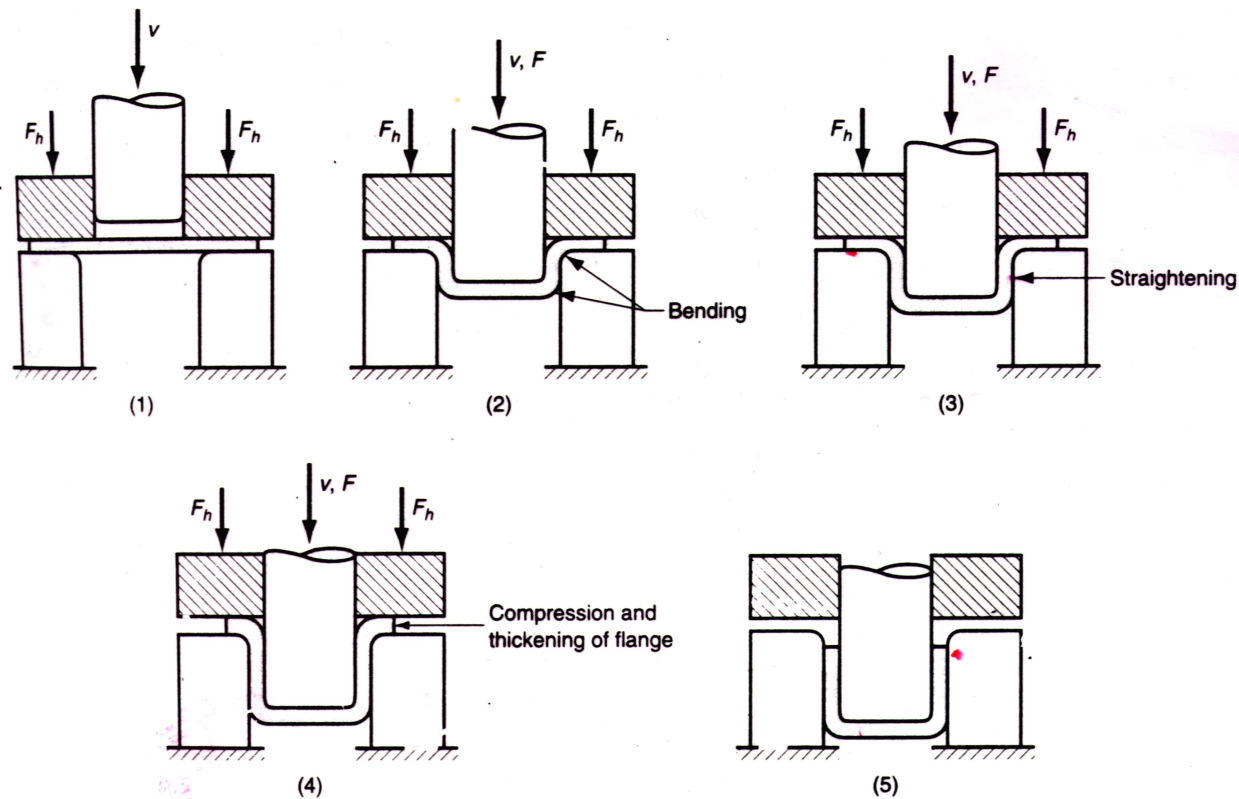 v
F_h
F_h
(1)
v, F
F_h
F_h
Bending
(2)
v, F
F_h
F_h
Straightening
(3)
v, F
F_h
F_h
Compression and
thickening of flange
(4)
(5)